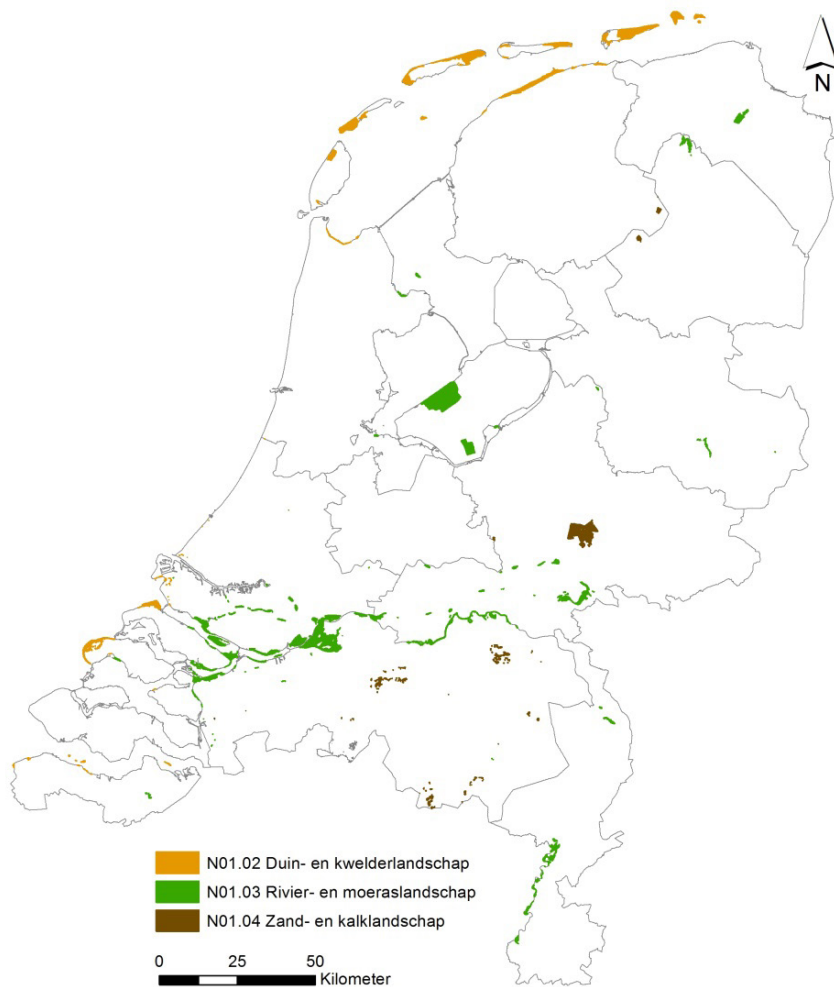 N
N01.02 Duin- en kwelderlandschap
N01.03 Rivier- en moeraslandschap
N01.04 Zand- en kalklandschap
0 25 50
Kilometer